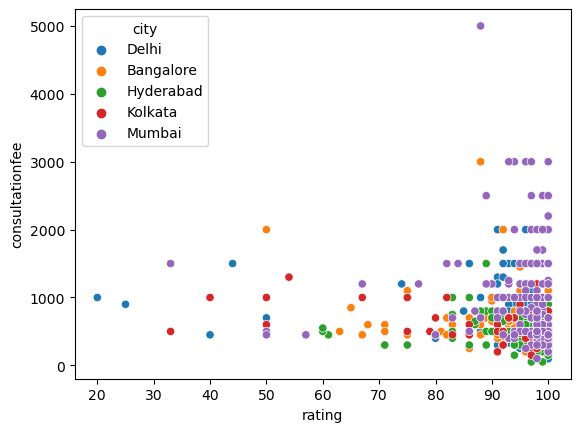 city
Delhi
Bangalore
Hyderabad
Kolkata
Mumbai
5000
4000
3000
2000
1000
0
consultationfee
20 30 40 50 60 70 80 90 100
rating